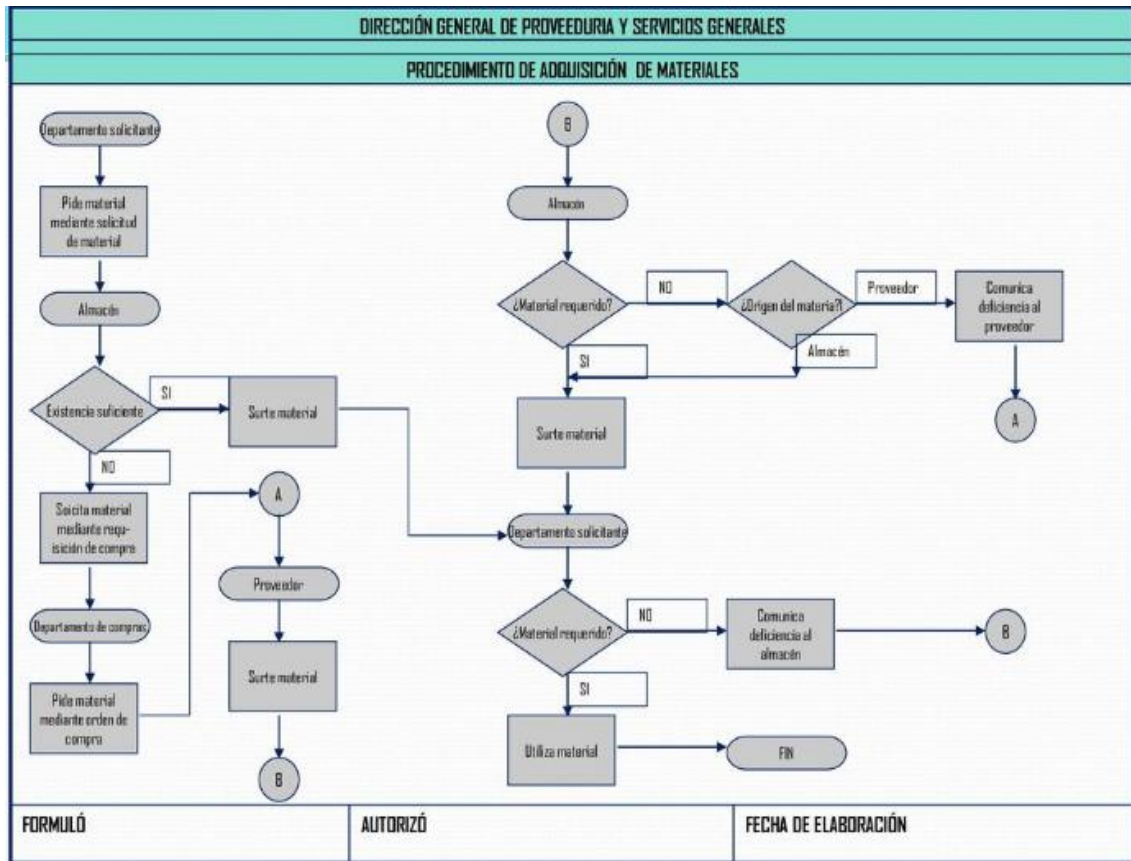 DIRECCIÓN GENERAL DE PROVEEDURIA Y SERVICIOS GENERALES
PROCEDIMIENTO DE ADQUISICIÓN DE MATERIALES
Departamento solicitante
Pide material
mediante solicitud
de material
Almacén
Existencia suficiente
SI
Surte material
NO
Soicita material
mediante requ-
isición de compra
Departamento de compras
Pide material
mediante orden de
compra
A
Proveedor
Surte material
B
B
Almacén
¿Material requerido?
NO
¿Origen del materia?l
Proveedor
Comunica
deficiencia al
proveedor
A
Almacén
SI
Surte material
Departamento solicitante
¿Material requerido?
NO
Comunica
deficiencia al
almacén
B
SI
Utiliza material
FIN
FORMULÓ
AUTORIZÓ
FECHA DE ELABORACIÓN